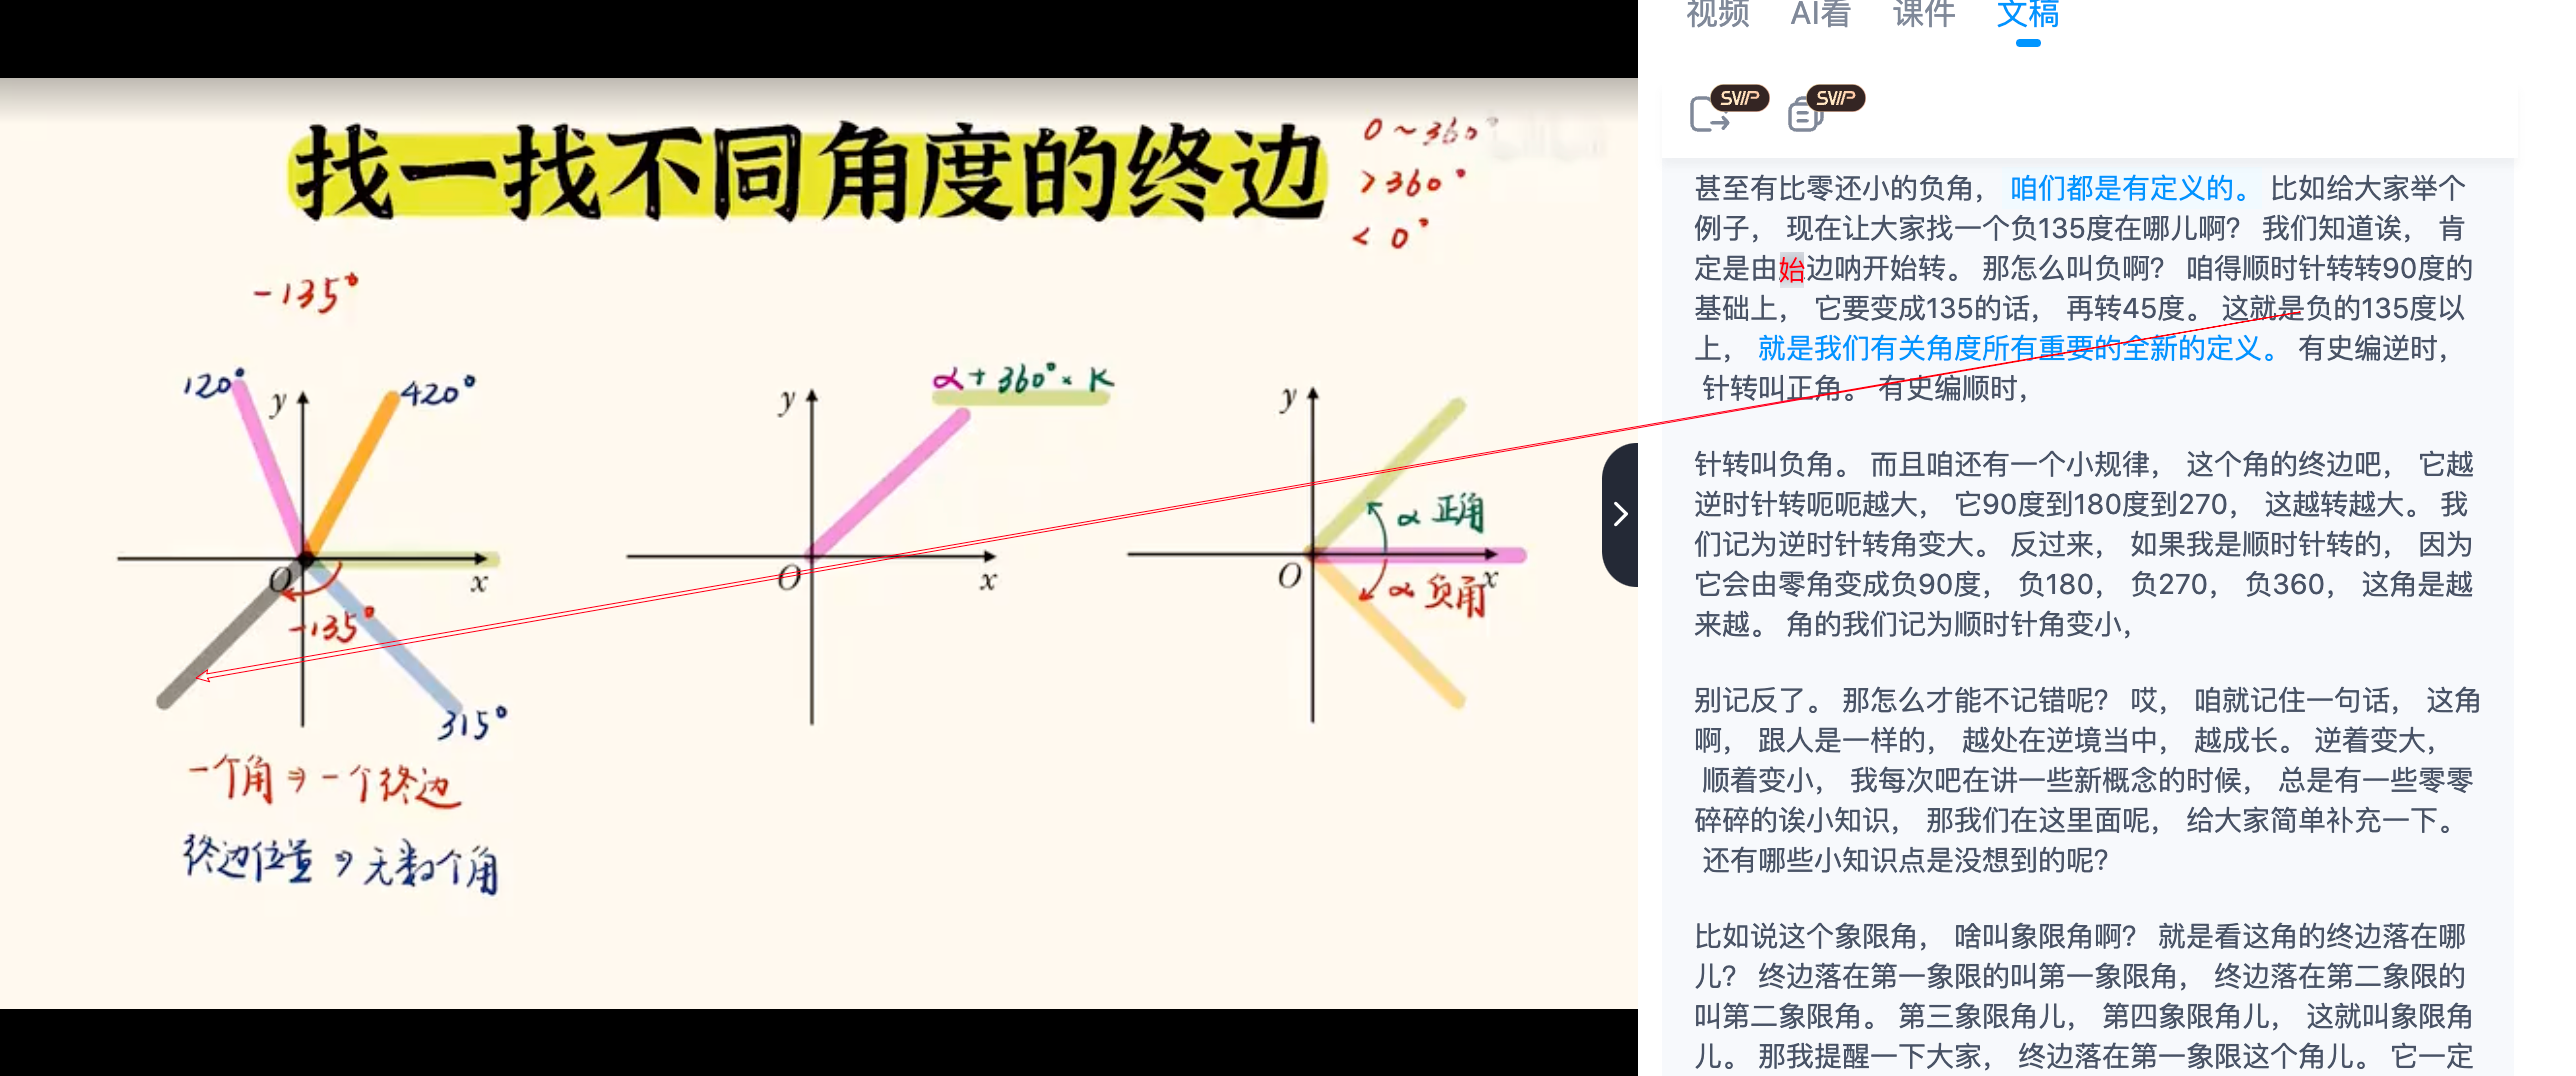 找一找不同角度的终边
0~360°
>360°
<0°
-135°
120°
y
420°
O
x
-135°
315°
一个角⇒一个终边
终边位置⇒无数个角
α+360°×K
y
O
x
y
α 正角
O
x
α 负角
视频 AI看 课件 文稿
SVIP SVIP
甚至有比零还小的负角， 咱们都是有定义的。 比如给大家举个
例子， 现在让大家找一个负135度在哪儿啊? 我们知道诶， 肯
定是由始边呐开始转。 那怎么叫负啊? 咱得顺时针转转90度的
基础上， 它要变成135的话， 再转45度。 这就是负的135度以
上， 就是我们有关角度所有重要的全新的定义。 有史编逆时，
针转叫正角。 有史编顺时，
针转叫负角。 而且咱还有一个小规律， 这个角的终边吧， 它越
逆时针转呃呃越大， 它90度到180度到270， 这越转越大。 我
们记为逆时针转角变大。 反过来， 如果我是顺时针转的， 因为
它会由零角变成负90度， 负180， 负270， 负360， 这角是越
来越。 角的我们记为顺时针角变小，
别记反了。 那怎么才能不记错呢? 哎， 咱就记住一句话， 这角
啊， 跟人是一样的， 越处在逆境当中， 越成长。 逆着变大，
顺着变小， 我每次吧在讲一些新概念的时候， 总是有一些零零
碎碎的诶小知识， 那我们在这里面呢， 给大家简单补充一下。
还有哪些小知识点是没想到的呢?
比如说这个象限角， 啥叫象限角啊? 就是看这角的终边落在哪
儿? 终边落在第一象限的叫第一象限角， 终边落在第二象限的
叫第二象限角。 第三象限角儿， 第四象限角儿， 这就叫象限角
儿。 那我提醒一下大家， 终边落在第一象限这个角儿。 它一定